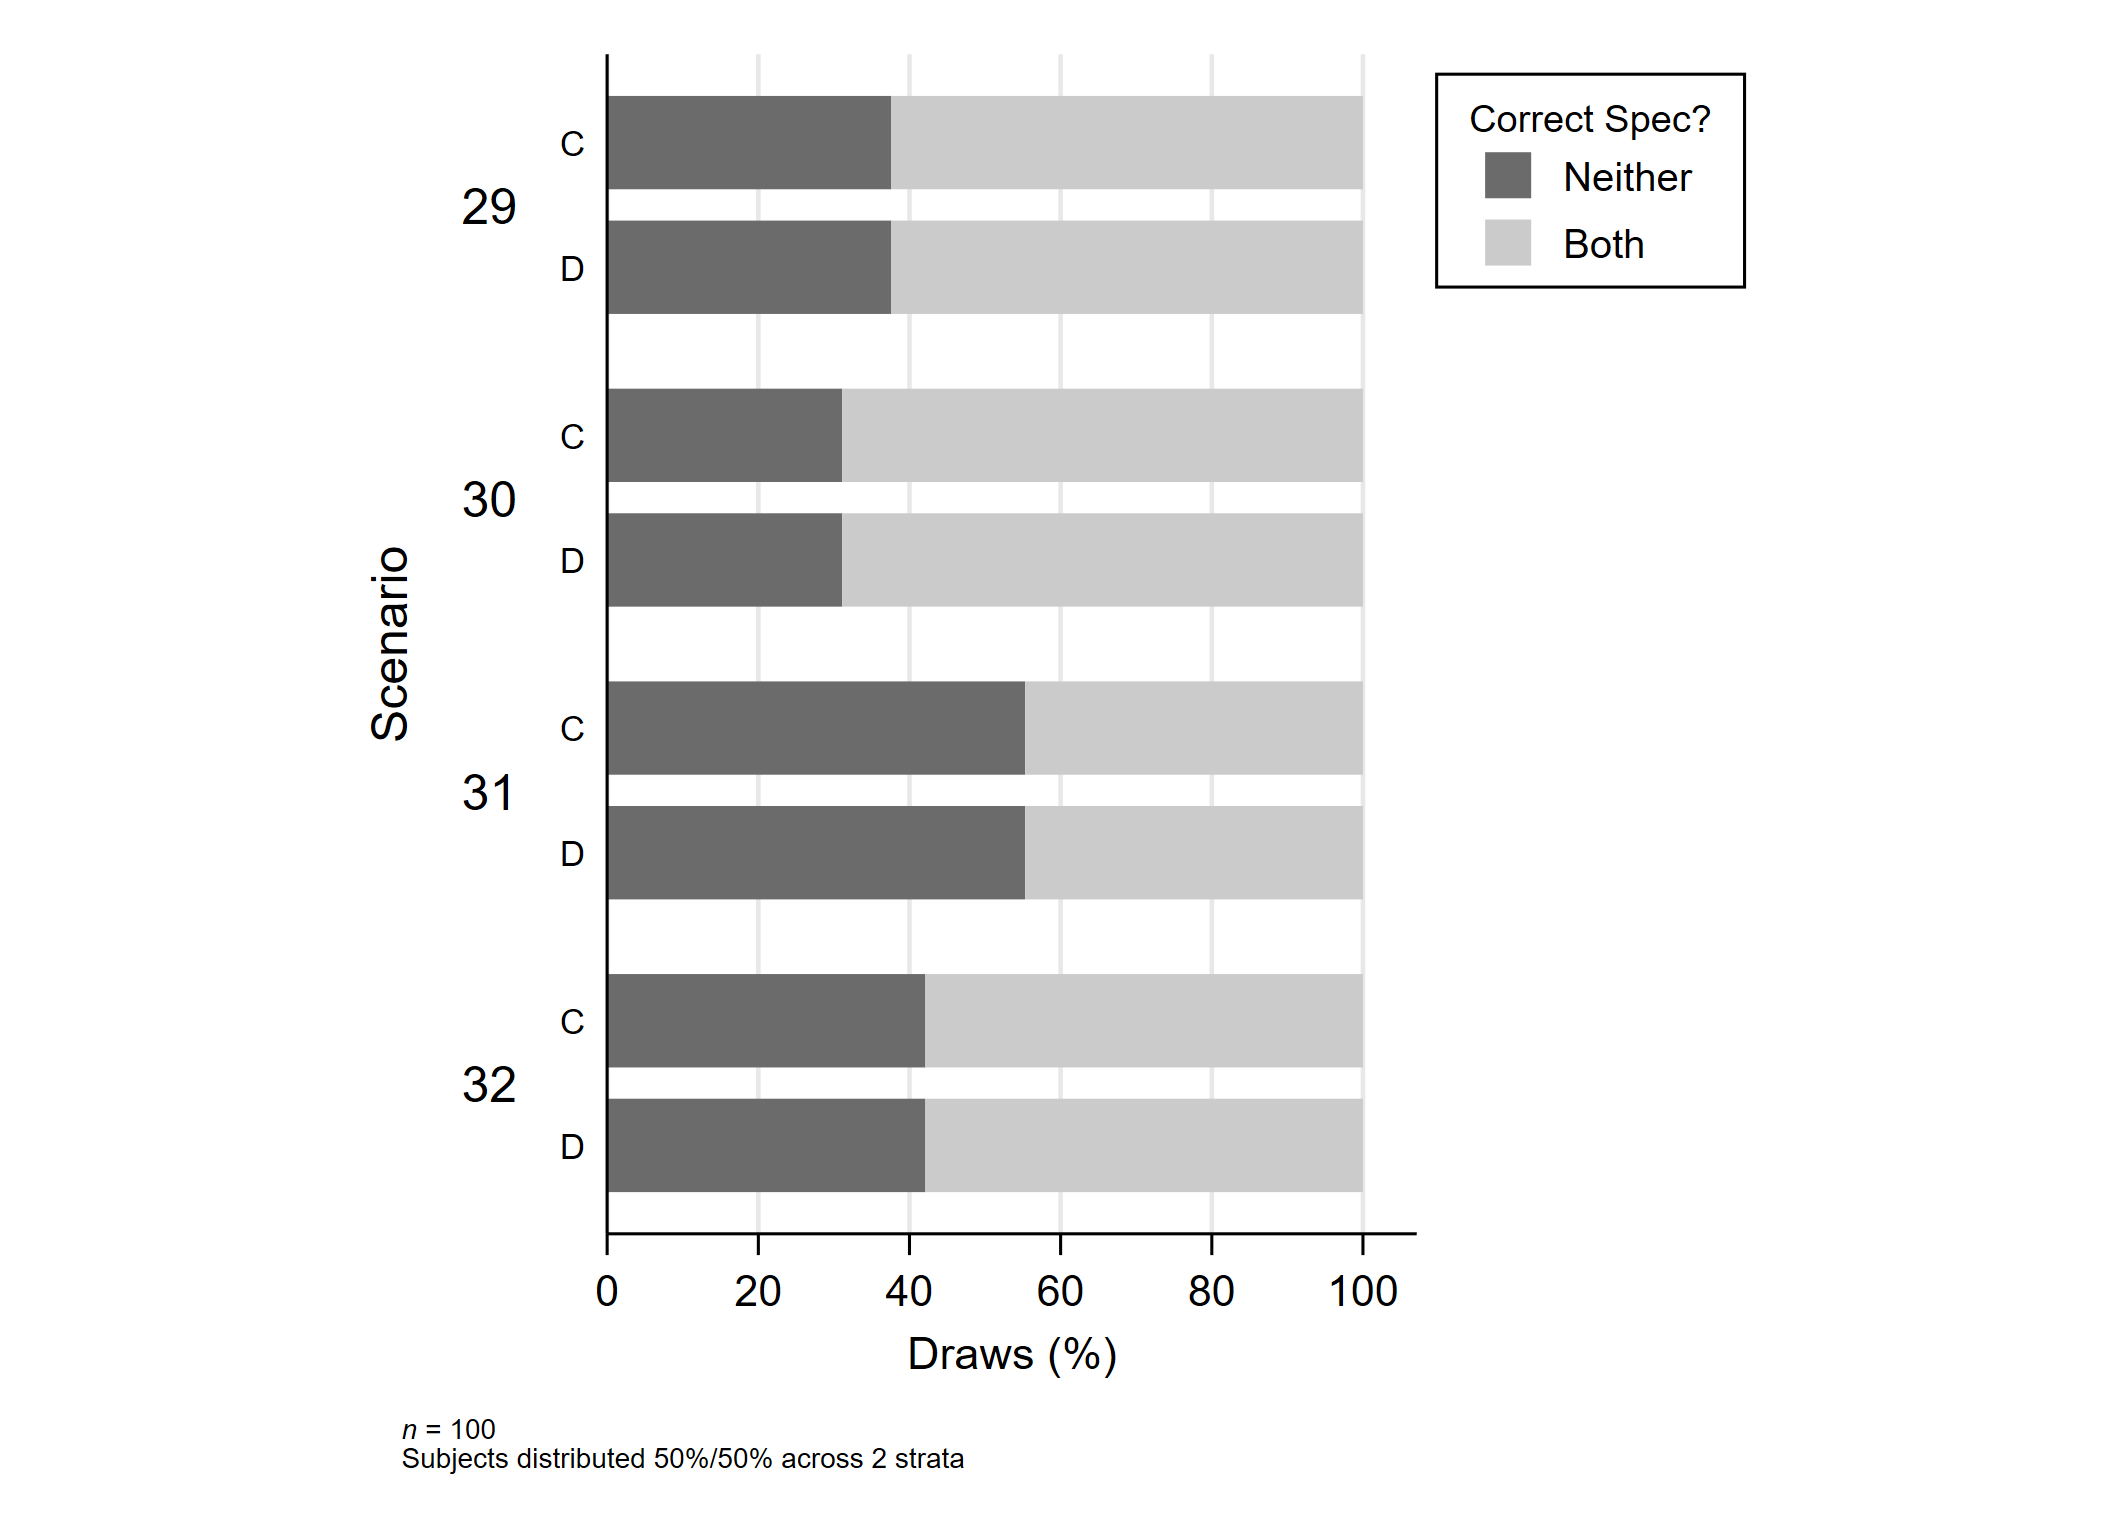 Correct Spec?
Neither
Both
Scenario
29
C
D
30
C
D
31
C
D
32
C
D
0 20 40 60 80 100
Draws (%)
n = 100
Subjects distributed 50%/50% across 2 strata